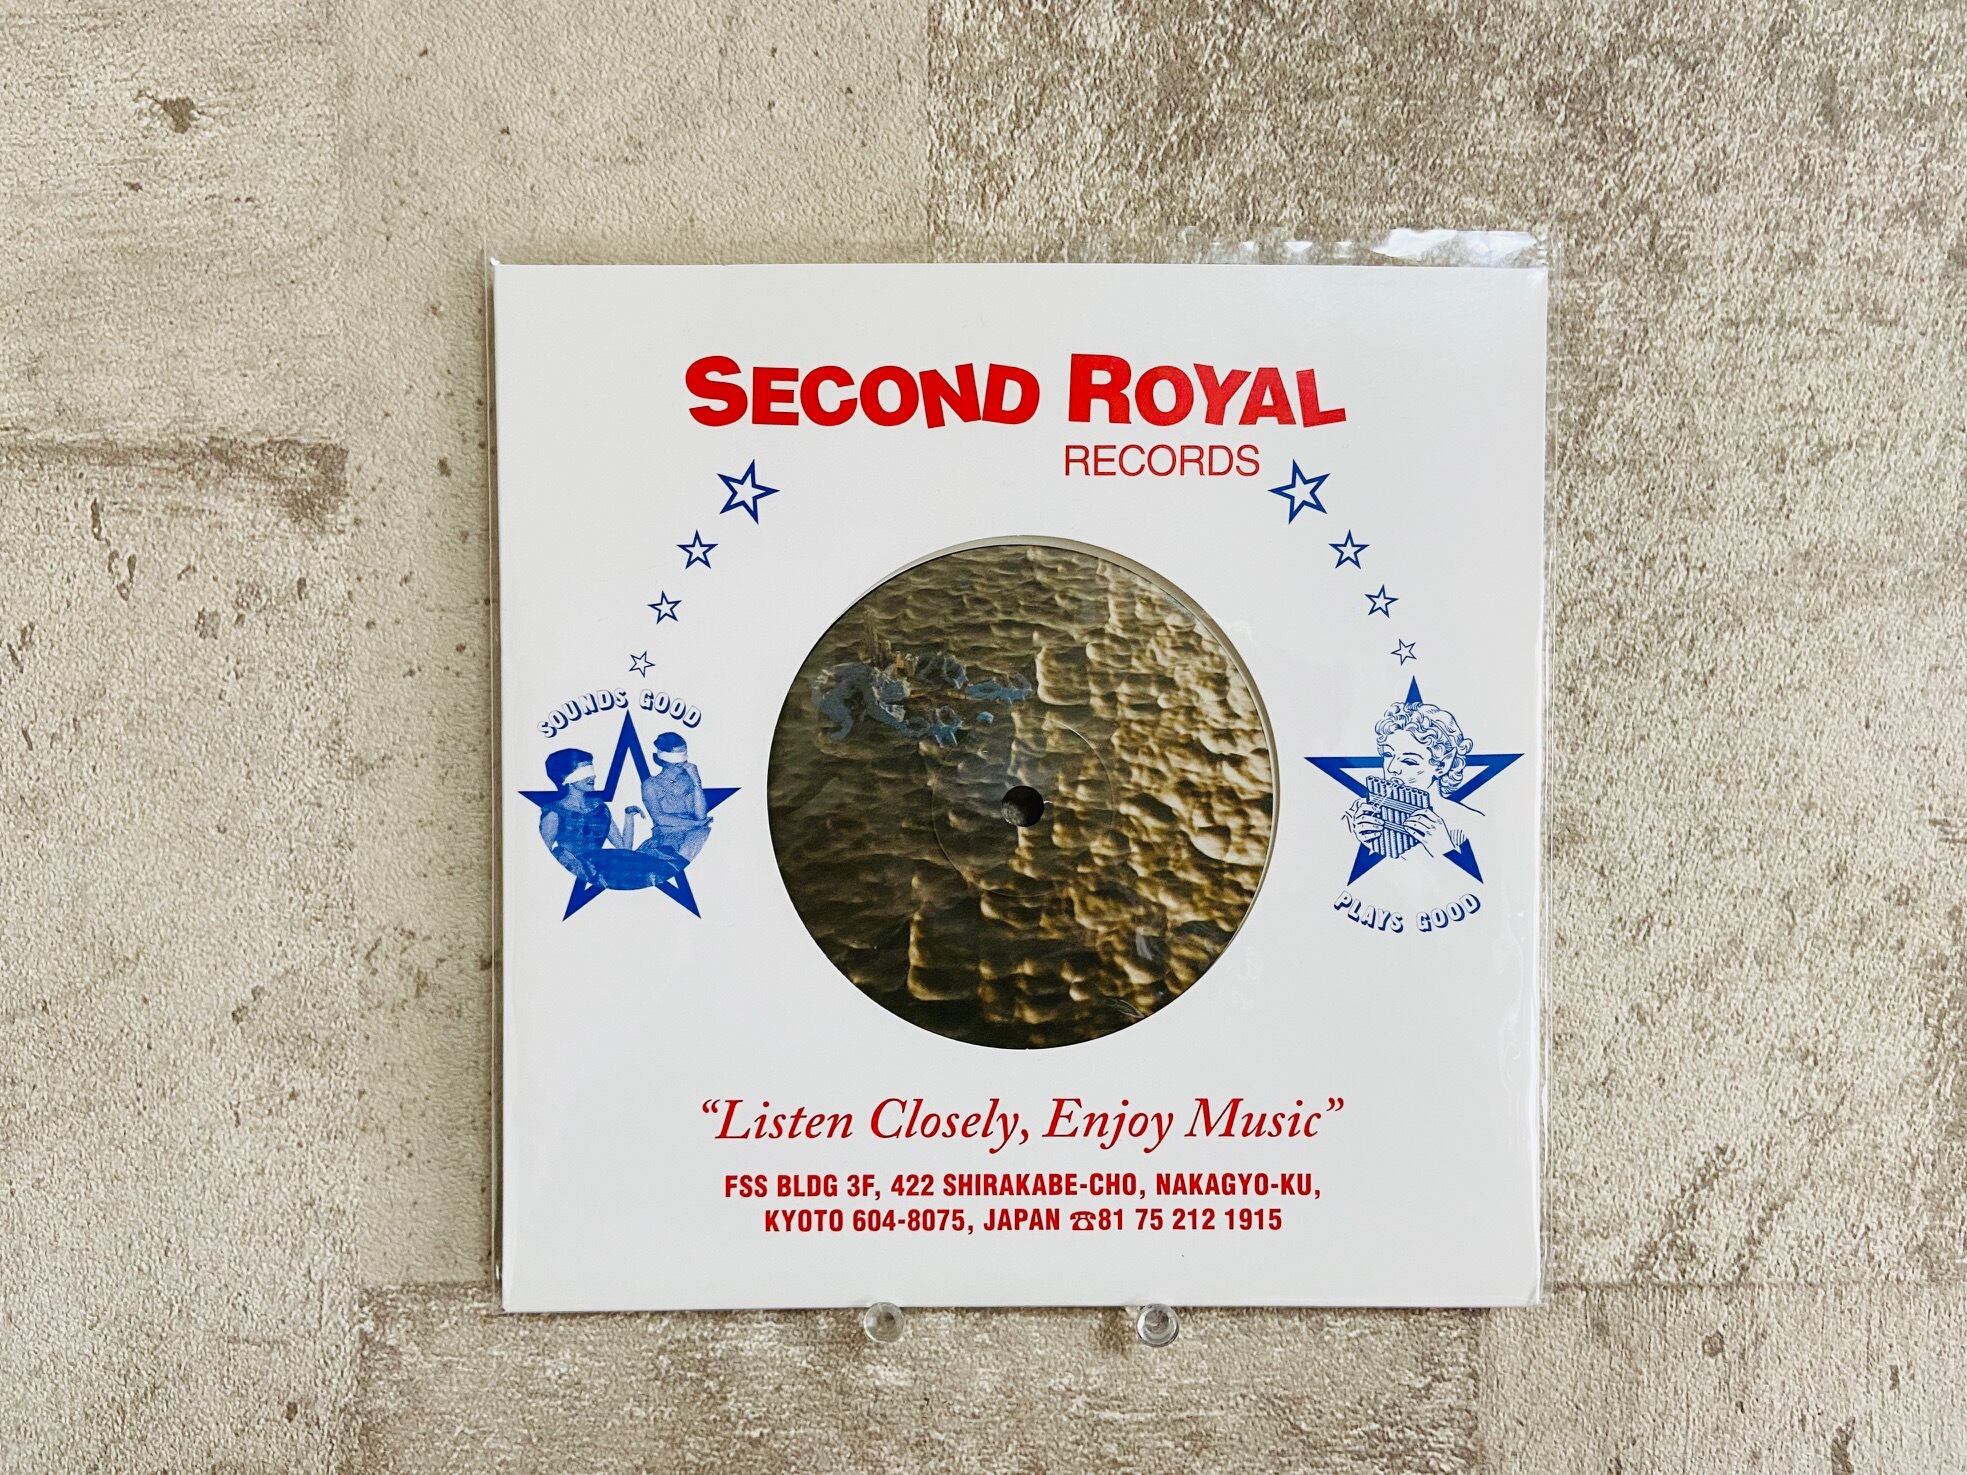 SECOND ROYAL
RECORDS
SOUNDS GOOD
PLAYS GOOD
“Listen Closely, Enjoy Music”
FSS BLDG 3F, 422 SHIRAKABE-CHO, NAKAGYO-KU,
KYOTO 604-8075, JAPAN ☎81 75 212 1915